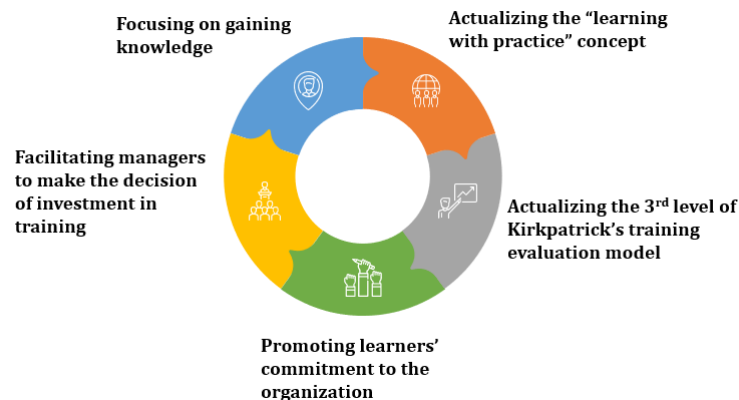 Focusing on gaining
knowledge
Actualizing the “learning
with practice” concept
Actualizing the 3rd level of
Kirkpatrick’s training
evaluation model
Promoting learners’
commitment to the
organization
Facilitating managers
to make the decision
of investment in
training